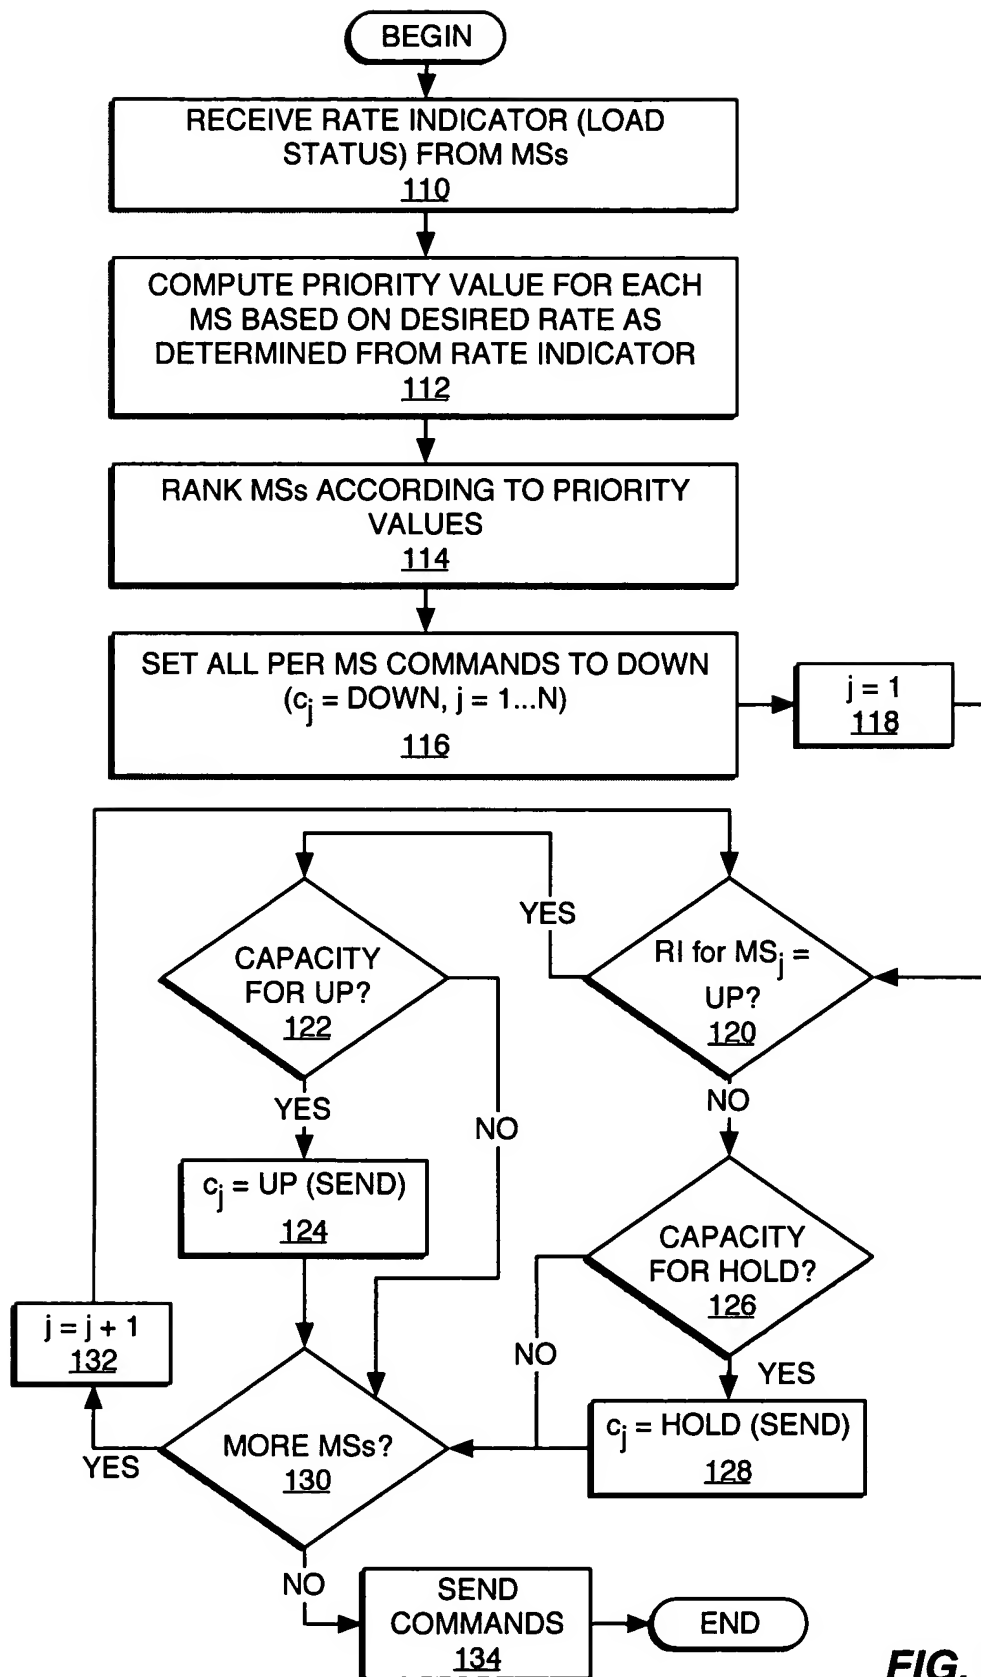 BEGIN
RECEIVE RATE INDICATOR (LOAD
STATUS) FROM MSs
110
COMPUTE PRIORITY VALUE FOR EACH
MS BASED ON DESIRED RATE AS
DETERMINED FROM RATE INDICATOR
112
RANK MSs ACCORDING TO PRIORITY
VALUES
114
SET ALL PER MS COMMANDS TO DOWN
(cj = DOWN, j = 1...N)
116
j = 1
118
RI for MSj =
UP?
120
YES
NO
CAPACITY
FOR UP?
122
YES
NO
cj = UP (SEND)
124
CAPACITY
FOR HOLD?
126
NO
YES
cj = HOLD (SEND)
128
j = j + 1
132
MORE MSs?
130
YES
NO
SEND
COMMANDS
134
END
FIG.